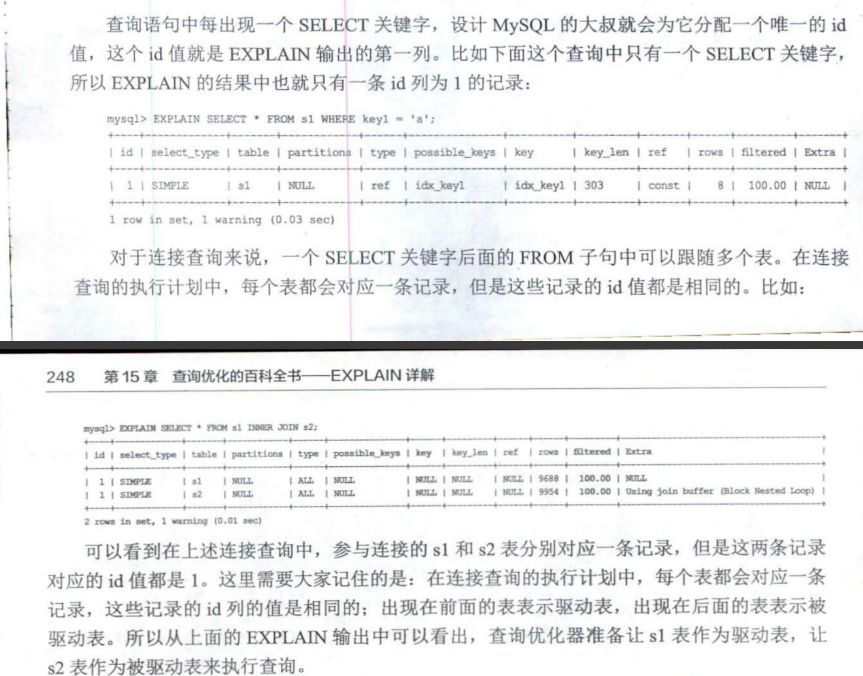 查询语句中每出现一个 SELECT 关键字，设计 MySQL 的大叔就会为它分配一个唯一的 id
值，这个 id 值就是 EXPLAIN 输出的第一列。比如下面这个查询中只有一个 SELECT 关键字，
所以 EXPLAIN 的结果中也就只有一条 id 列为 1 的记录：
mysql> EXPLAIN SELECT * FROM s1 WHERE key1 = 'a';
| id | select_type | table | partitions | type | possible_keys | key | key_len | ref | rows | filtered | Extra |
| 1 | SIMPLE | s1 | NULL | ref | idx_key1 | idx_key1 | 303 | const | 8 | 100.00 | NULL |
1 row in set, 1 warning (0.03 sec)
对于连接查询来说，一个 SELECT 关键字后面的 FROM 子句中可以跟随多个表。在连接
查询的执行计划中，每个表都会对应一条记录，但是这些记录的 id 值都是相同的。比如：
248 第 15 章 查询优化的百科全书——EXPLAIN 详解
mysql> EXPLAIN SELECT * FROM s1 INNER JOIN s2;
| id | select_type | table | partitions | type | possible_keys | key | key_len | ref | rows | filtered | Extra |
| 1 | SIMPLE | s1 | NULL | ALL | NULL | NULL | NULL | NULL | 9688 | 100.00 | NULL |
| 1 | SIMPLE | s2 | NULL | ALL | NULL | NULL | NULL | NULL | 9954 | 100.00 | Using join buffer (Block Nested Loop) |
2 rows in set, 1 warning (0.01 sec)
可以看到在上述连接查询中，参与连接的 s1 和 s2 表分别对应一条记录，但是这两条记录
对应的 id 值都是 1。这里需要大家记住的是：在连接查询的执行计划中，每个表都会对应一条
记录，这些记录的 id 列的值是相同的；出现在前面的表表示驱动表，出现在后面的表表示被
驱动表。所以从上面的 EXPLAIN 输出中可以看出，查询优化器准备让 s1 表作为驱动表，让
s2 表作为被驱动表来执行查询。